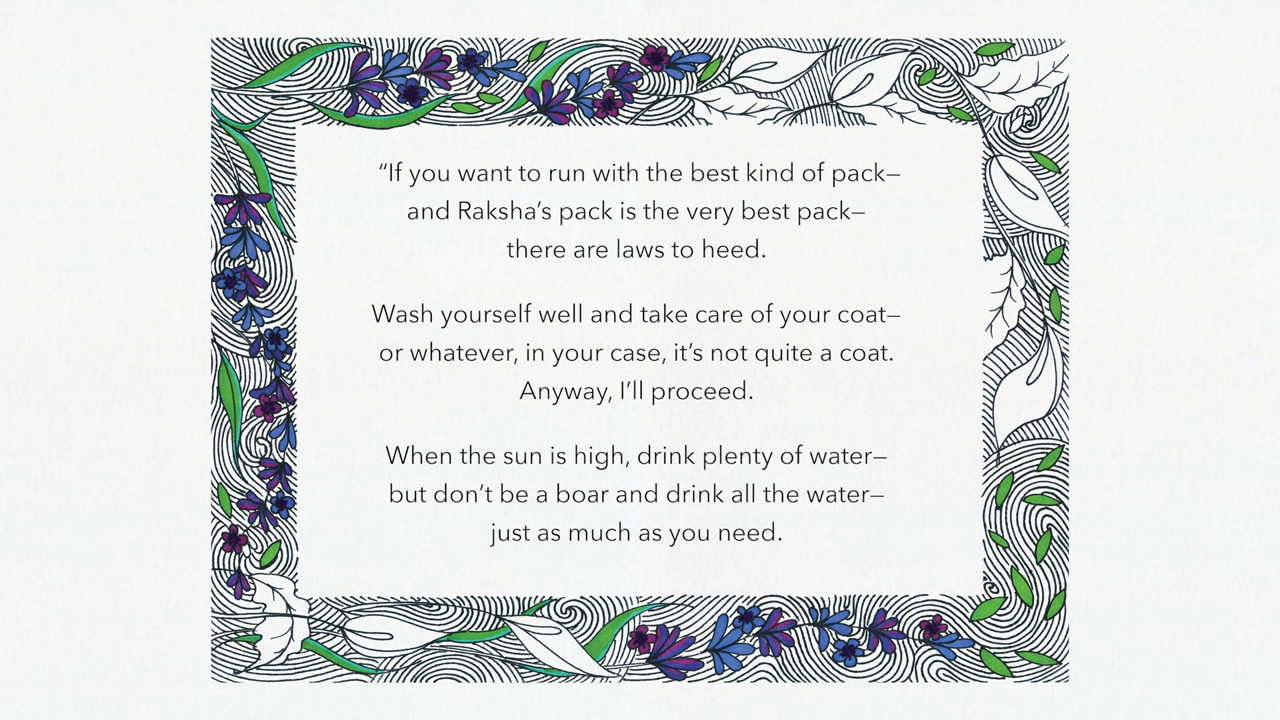 “If you want to run with the best kind of pack—
and Raksha’s pack is the very best pack—
there are laws to heed.
Wash yourself well and take care of your coat—
or whatever, in your case, it’s not quite a coat.
Anyway, I’ll proceed.
When the sun is high, drink plenty of water—
but don’t be a boar and drink all the water—
just as much as you need.